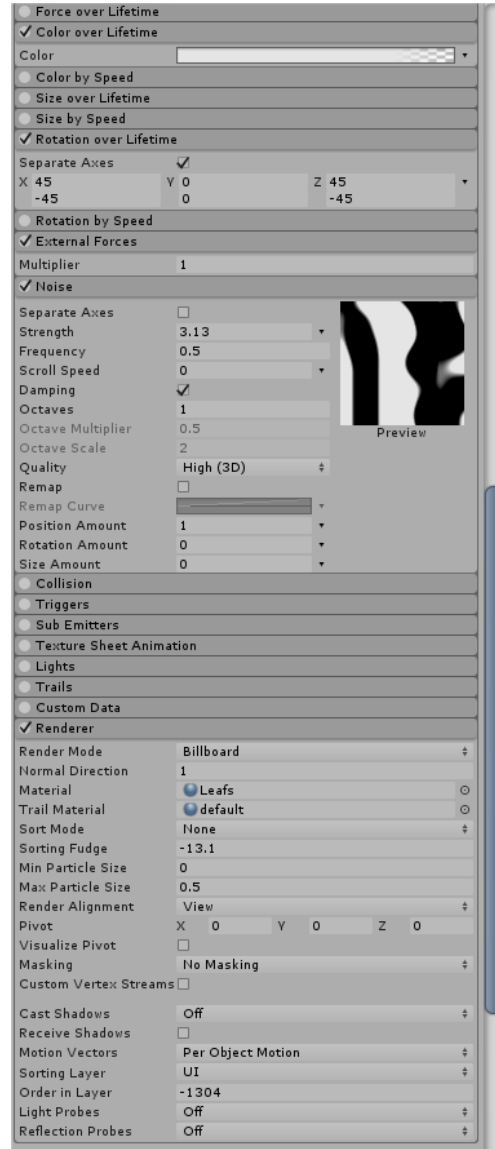 Force over Lifetime
Color over Lifetime
Color
Color by Speed
Size over Lifetime
Size by Speed
Rotation over Lifetime
Separate Axes
X 45 Y 0 Z 45
-45 0 -45
Rotation by Speed
External Forces
Multiplier 1
Noise
Separate Axes
Strength 3.13
Frequency 0.5
Scroll Speed 0
Damping
Octaves 1
Octave Multiplier 0.5
Preview
Octave Scale 2
Quality High (3D)
Remap
Remap Curve
Position Amount 1
Rotation Amount 0
Size Amount 0
Collision
Triggers
Sub Emitters
Texture Sheet Animation
Lights
Trails
Custom Data
Renderer
Render Mode Billboard
Normal Direction 1
Material Leafs
Trail Material default
Sort Mode None
Sorting Fudge -13.1
Min Particle Size 0
Max Particle Size 0.5
Render Alignment View
Pivot X 0 Y 0 Z 0
Visualize Pivot
Masking No Masking
Custom Vertex Streams
Cast Shadows Off
Receive Shadows
Motion Vectors Per Object Motion
Sorting Layer UI
Order in Layer -1304
Light Probes Off
Reflection Probes Off